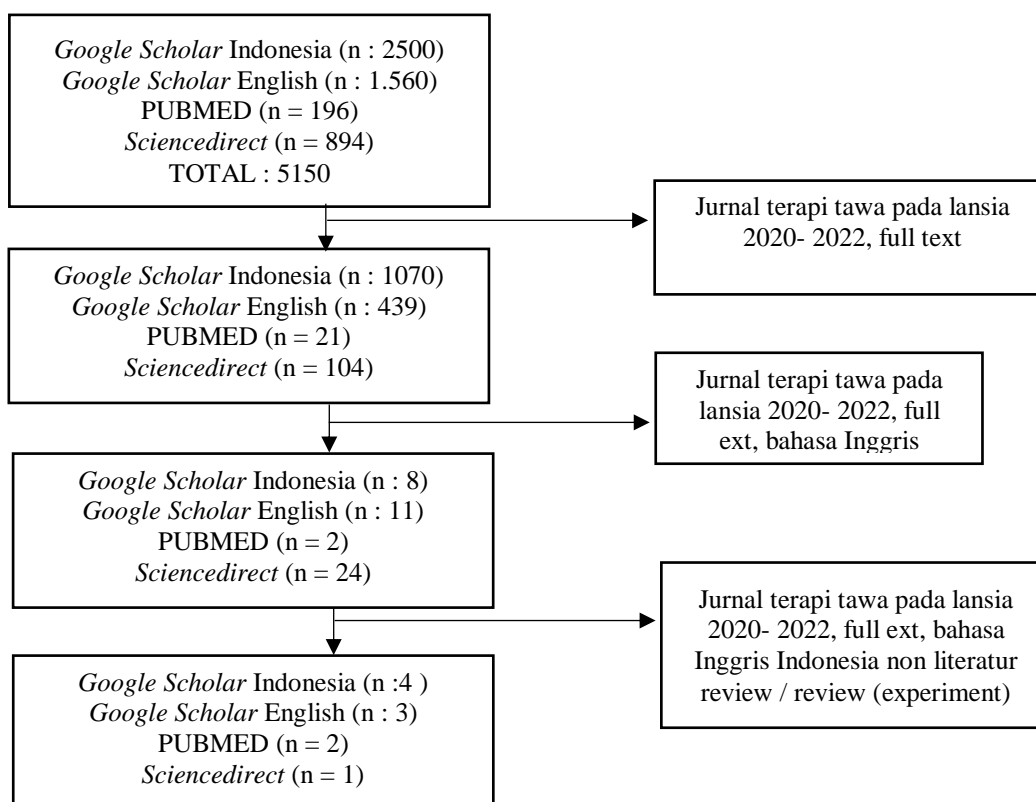 Google Scholar Indonesia (n : 2500)
Google Scholar English (n : 1.560)
PUBMED (n = 196)
Sciencedirect (n = 894)
TOTAL : 5150
Jurnal terapi tawa pada lansia
2020- 2022, full text
Google Scholar Indonesia (n : 1070)
Google Scholar English (n : 439)
PUBMED (n = 21)
Sciencedirect (n = 104)
Jurnal terapi tawa pada
lansia 2020- 2022, full
ext, bahasa Inggris
Google Scholar Indonesia (n : 8)
Google Scholar English (n : 11)
PUBMED (n = 2)
Sciencedirect (n = 24)
Jurnal terapi tawa pada lansia
2020- 2022, full ext, bahasa
Inggris Indonesia non literatur
review / review (experiment)
Google Scholar Indonesia (n :4 )
Google Scholar English (n : 3)
PUBMED (n = 2)
Sciencedirect (n = 1)